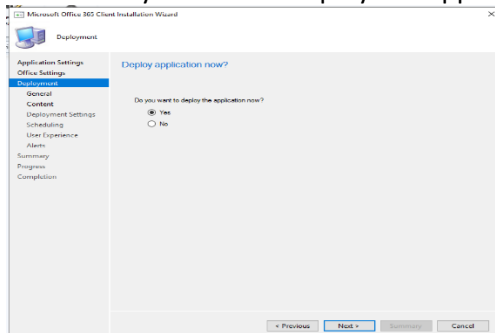 Microsoft Office 365 Client Installation Wizard
Deployment
Application Settings
Office Settings
Deployment
General
Content
Deployment Settings
Scheduling
User Experience
Alerts
Summary
Progress
Completion
Deploy application now?
Do you want to deploy the application now?
Yes
No
< Previous
Next >
Summary
Cancel